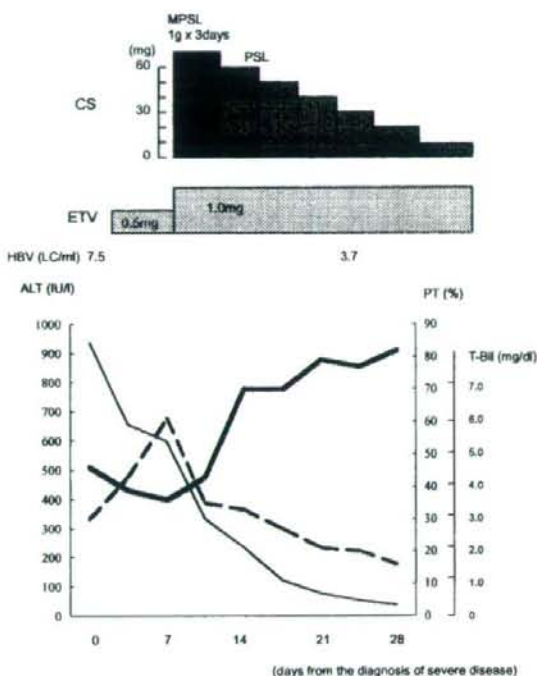 MPSL
1g x 3days
(mg)
PSL
60
30
0
CS
ETV
0.5mg
1.0mg
HBV (LC/ml) 7.5 3.7
ALT (IU/l) PT (%)
T-Bil (mg/dl)
1000
900
800
700
600
500
400
300
200
100
0
90
80
70
60
50
40
30
20
10
0
7.0
6.0
5.0
4.0
3.0
2.0
1.0
0
0 7 14 21 28
(days from the diagnosis of severe disease)